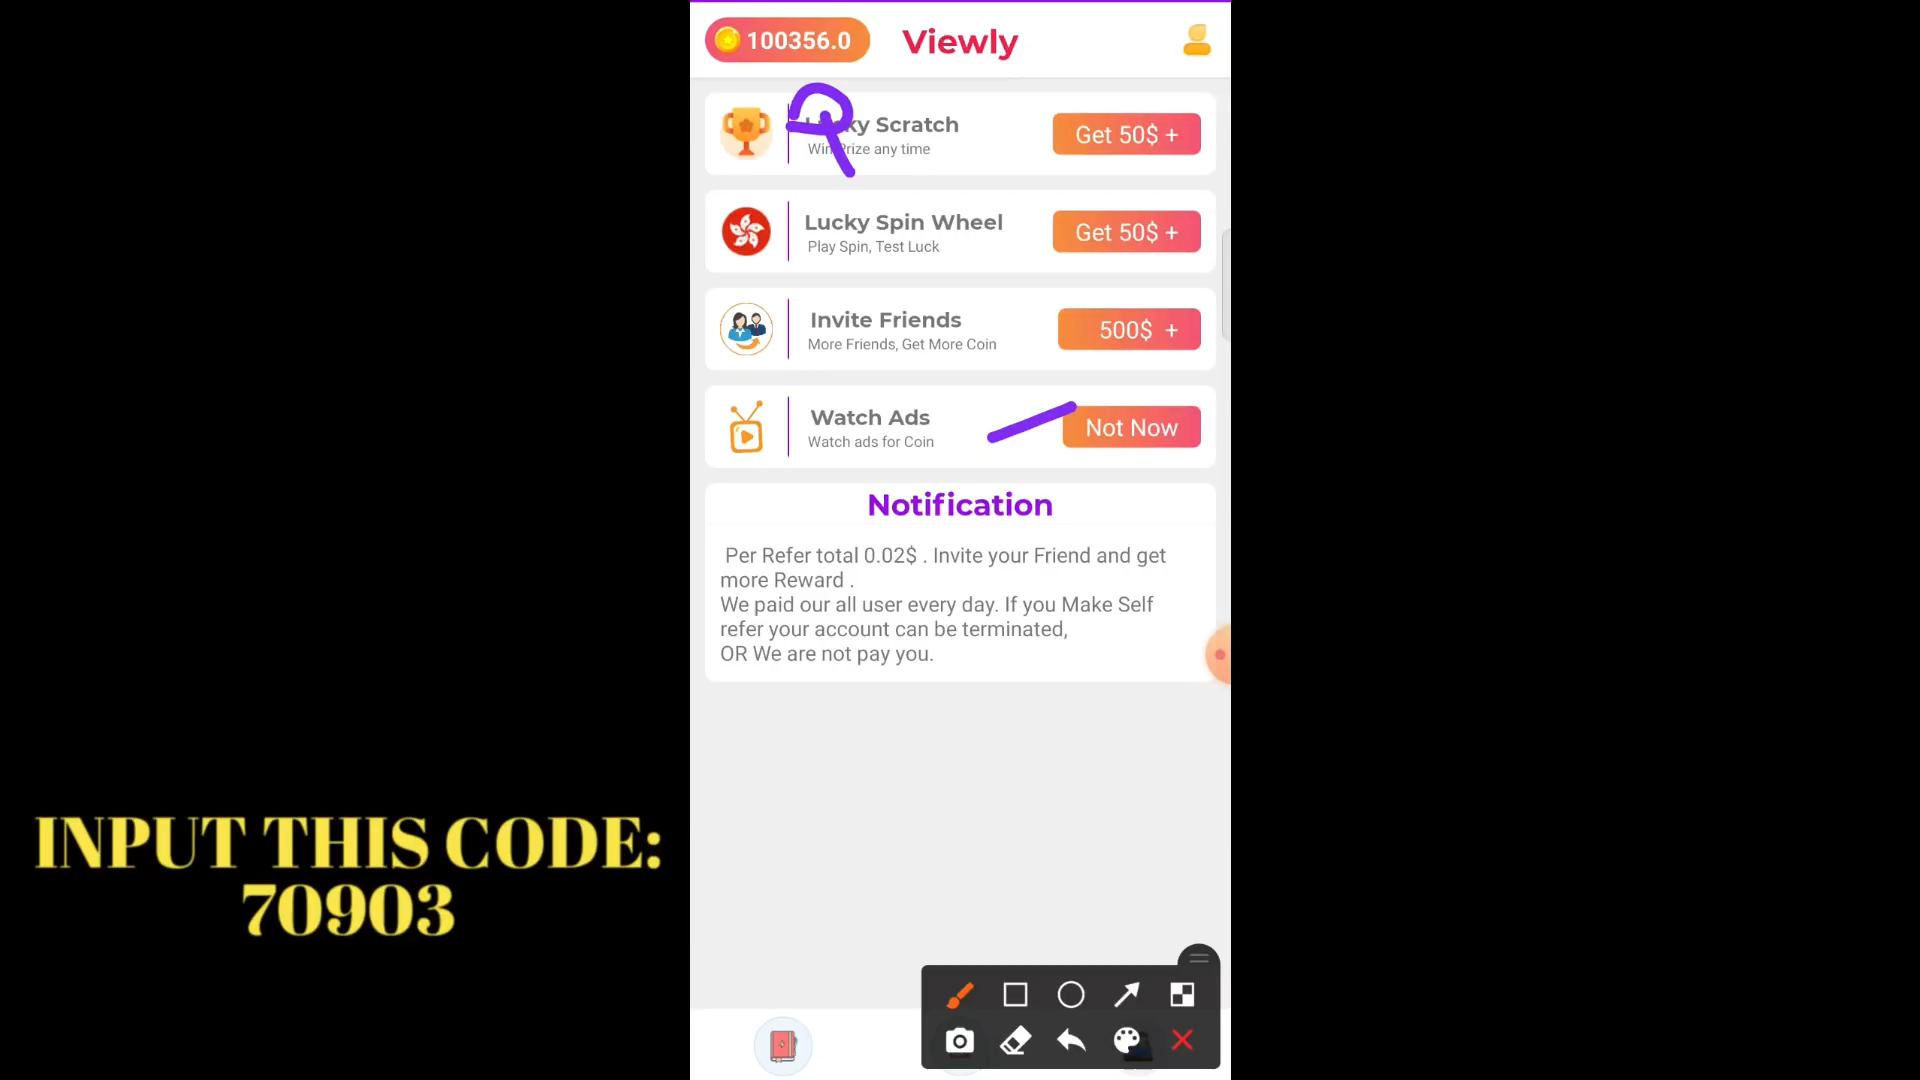 100356.0
Viewly
Lucky Scratch
Get 50$ +
Win Prize any time
Lucky Spin Wheel
Get 50$ +
Play Spin, Test Luck
Invite Friends
500$ +
More Friends, Get More Coin
Watch Ads
Not Now
Watch ads for Coin
Notification
Per Refer total 0.02$ . Invite your Friend and get
more Reward .
We paid our all user every day. If you Make Self
refer your account can be terminated,
OR We are not pay you.
INPUT THIS CODE:
70903